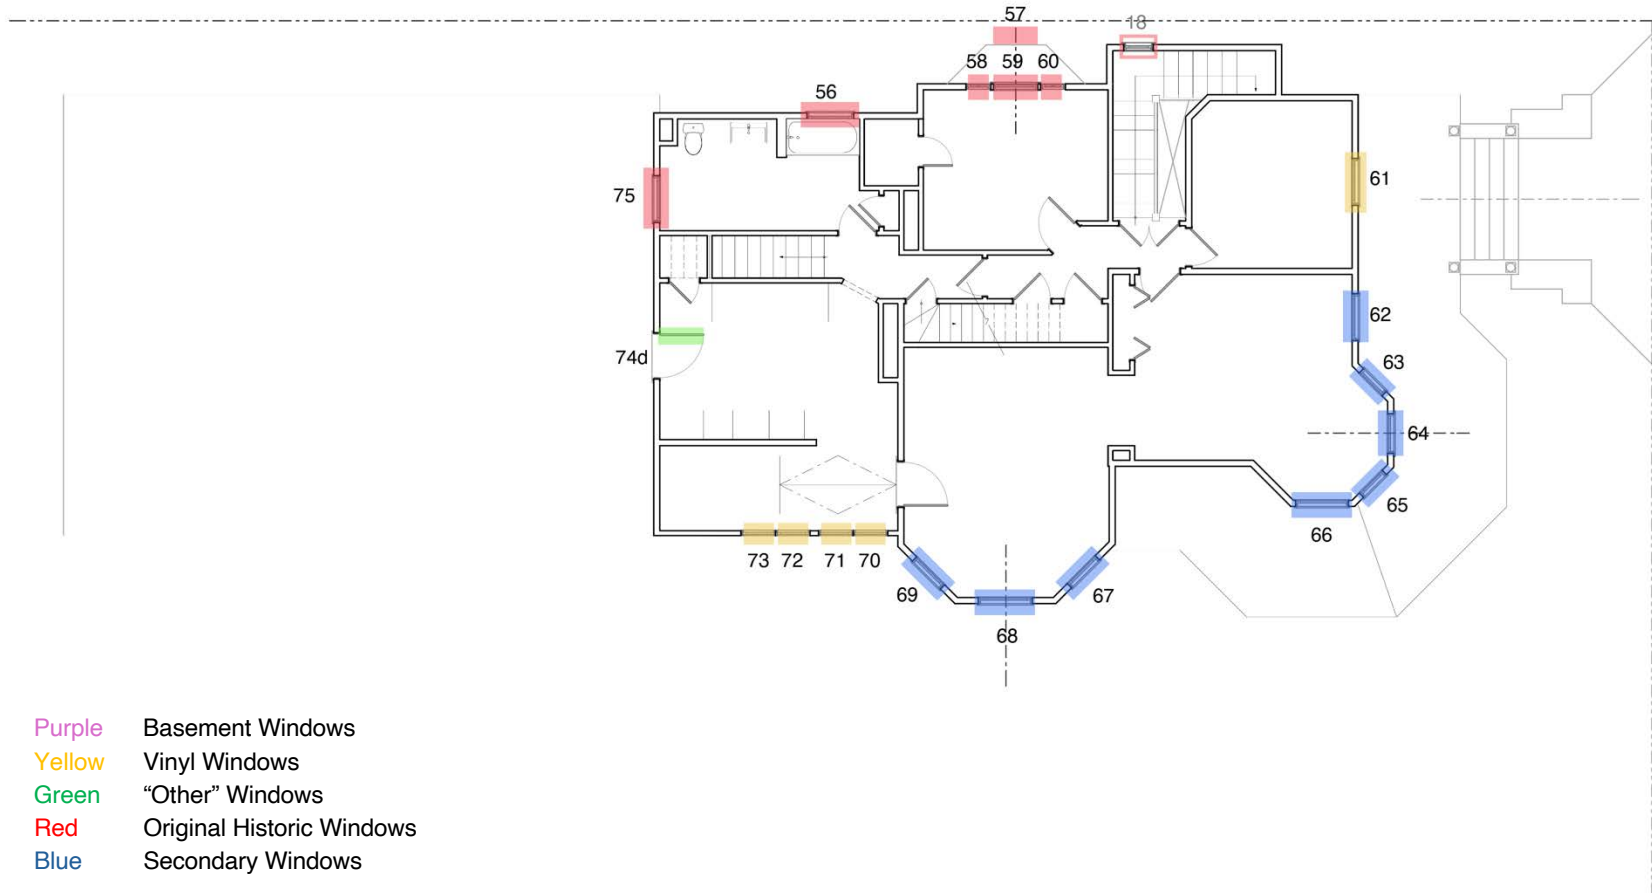 57
18
58 59 60
56
61
75
62
74d
63
64
65
66
73 72 71 70
69
67
68
Purple Basement Windows
Yellow Vinyl Windows
Green “Other” Windows
Red Original Historic Windows
Blue Secondary Windows